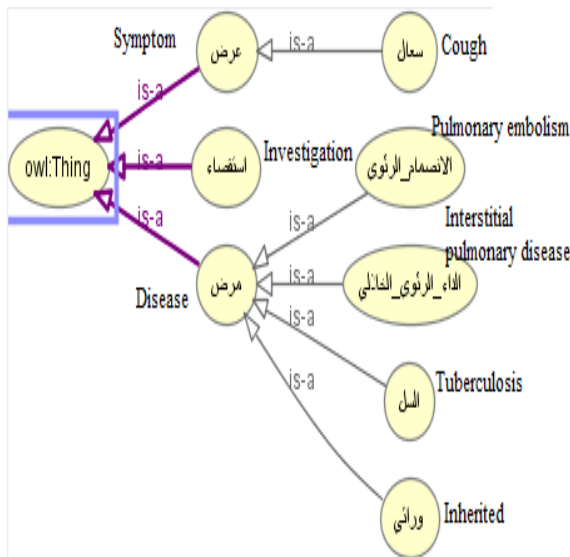 Symptom
عرض
is-a
سعال
Cough
is-a
owl:Thing
is-a
استقصاء
Investigation
Pulmonary embolism
الانصمام_الرئوي
is-a
is-a
Interstitial
pulmonary disease
الداء_الرئوي_الخلالي
is-a
مرض
Disease
is-a
السل
Tuberculosis
is-a
وراثي
Inherited